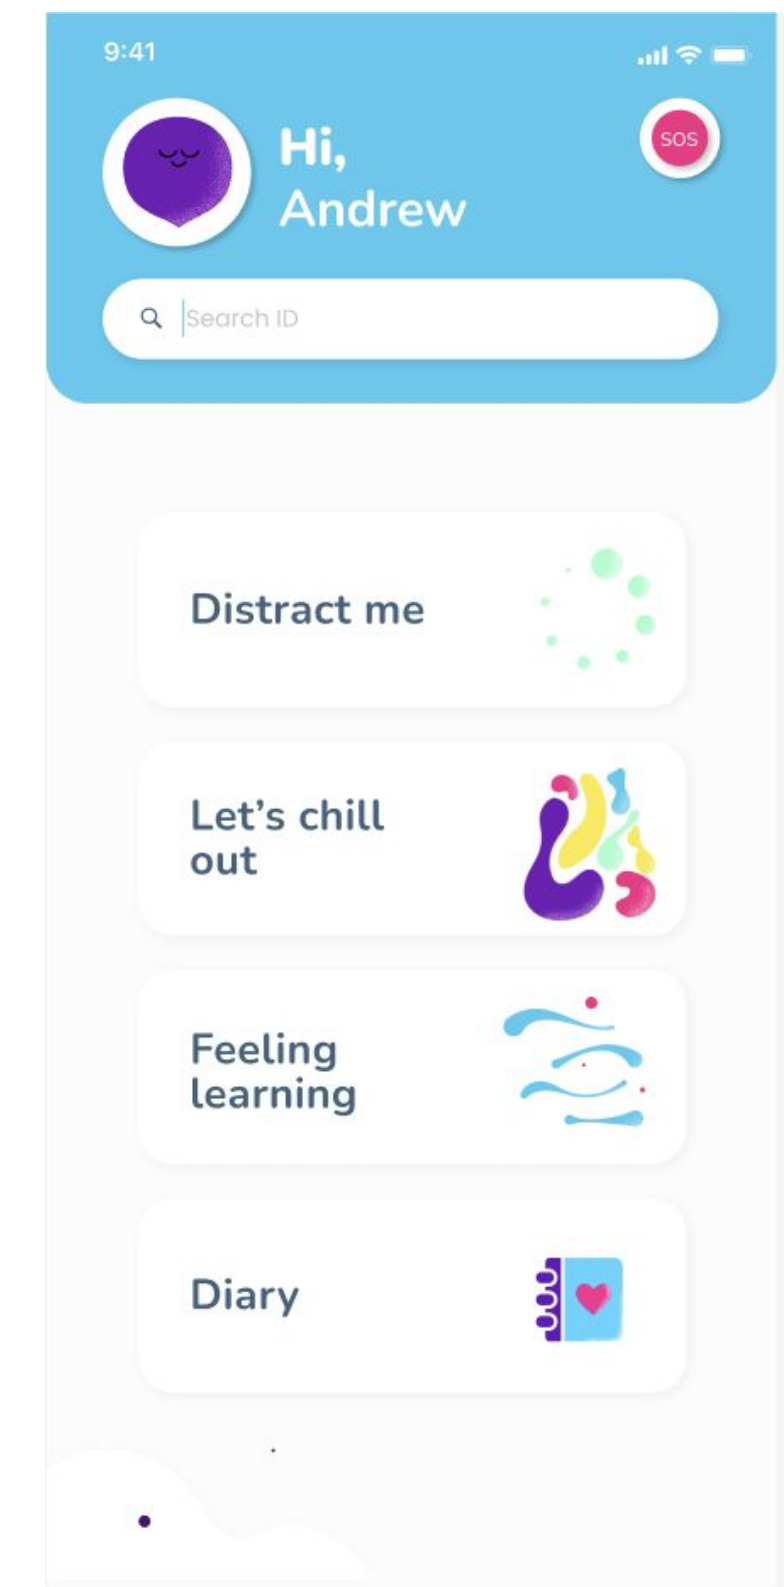 9:41
Hi,
Andrew
SOS
Search ID
Distract me
Let's chill
out
Feeling
learning
Diary